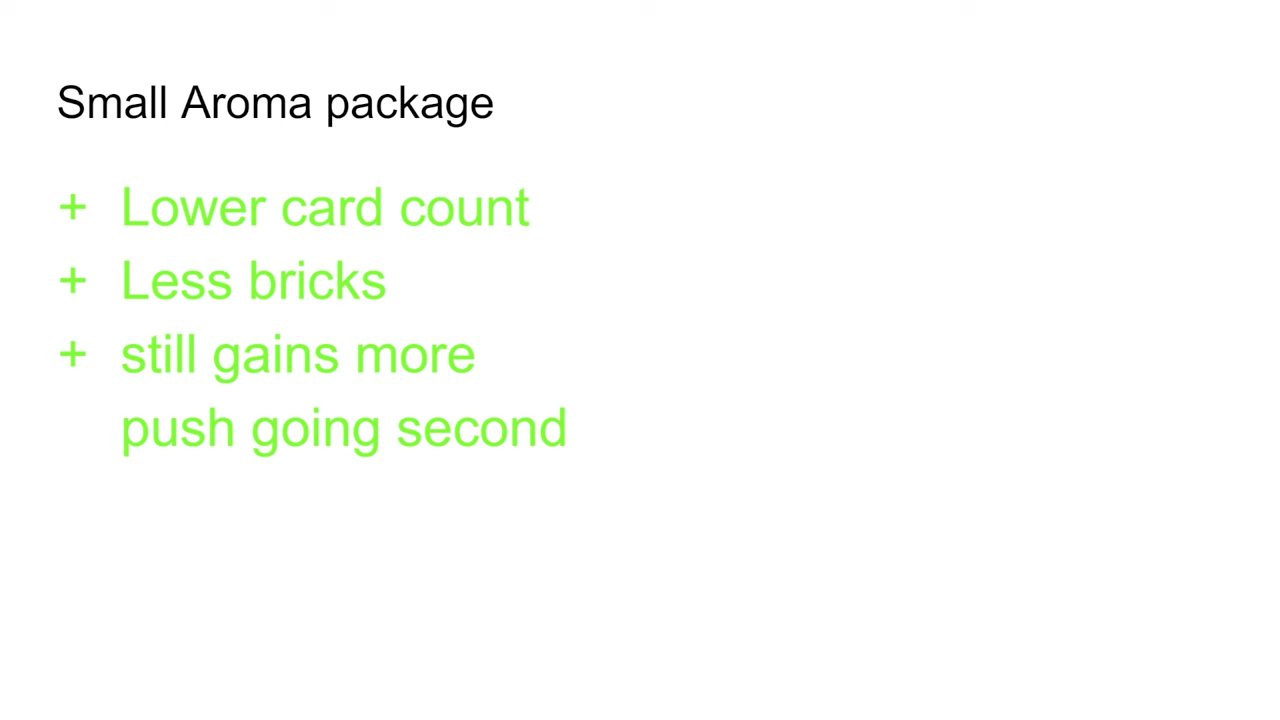 Small Aroma package
+ Lower card count
+ Less bricks
+ still gains more
push going second